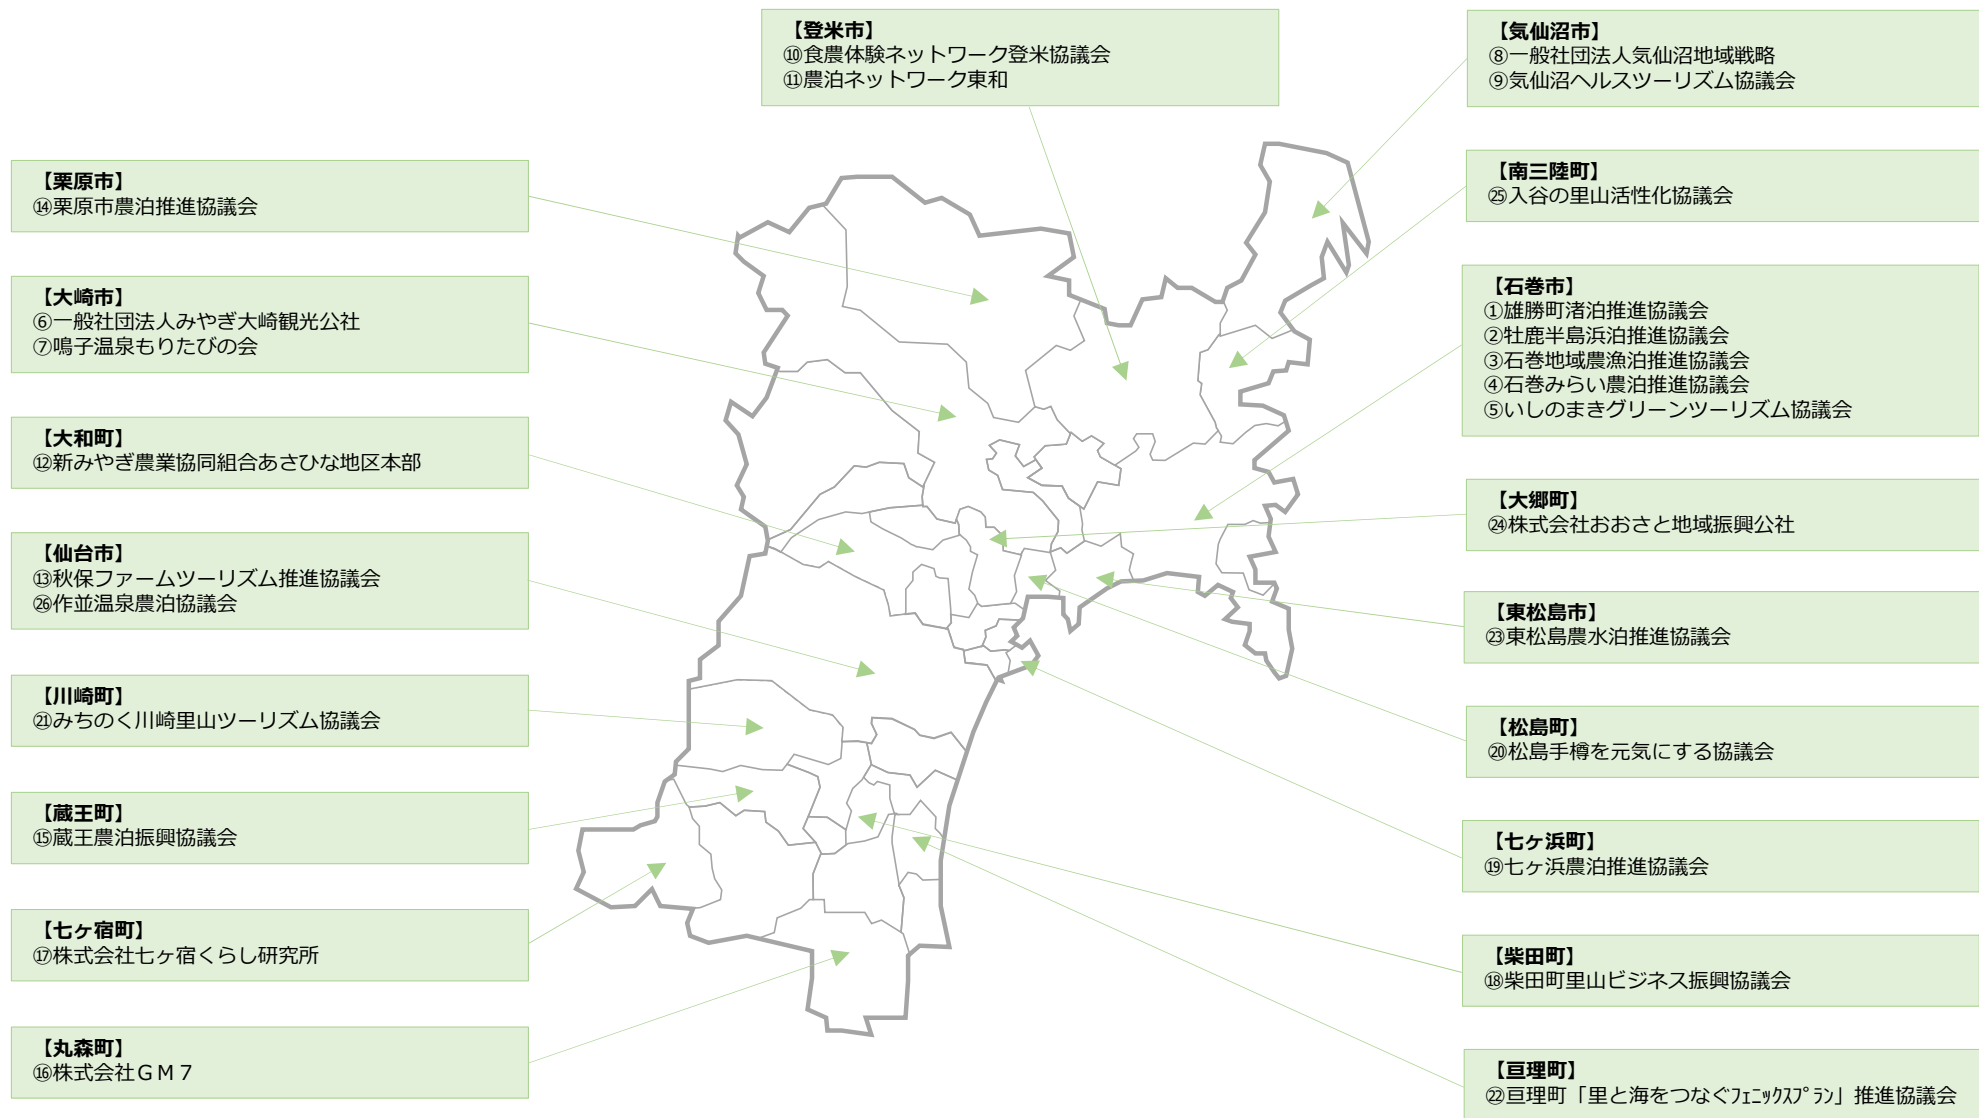 【登米市】
⑩食農体験ネットワーク登米協議会
⑪農泊ネットワーク東和
【気仙沼市】
⑧一般社団法人気仙沼地域戦略
⑨気仙沼ヘルスツーリズム協議会
【栗原市】
⑭栗原市農泊推進協議会
【南三陸町】
㉕入谷の里山活性化協議会
【大崎市】
⑥一般社団法人みやぎ大崎観光公社
⑦鳴子温泉もりたびの会
【石巻市】
①雄勝町渚泊推進協議会
②牡鹿半島浜泊推進協議会
③石巻地域農漁泊推進協議会
④石巻みらい農泊推進協議会
⑤いしのまきグリーンツーリズム協議会
【大和町】
⑫新みやぎ農業協同組合あさひな地区本部
【大郷町】
㉔株式会社おおさと地域振興公社
【仙台市】
⑬秋保ファームツーリズム推進協議会
㉖作並温泉農泊協議会
【東松島市】
㉓東松島農水泊推進協議会
【川崎町】
㉑みちのく川崎里山ツーリズム協議会
【松島町】
⑳松島手樽を元気にする協議会
【蔵王町】
⑮蔵王農泊振興協議会
【七ヶ浜町】
⑲七ヶ浜農泊推進協議会
【七ヶ宿町】
⑰株式会社七ヶ宿くらし研究所
【柴田町】
⑱柴田町里山ビジネス振興協議会
【丸森町】
⑯株式会社GM7
【亘理町】
㉒亘理町「里と海をつなぐﾌｪﾆｯｸｽﾌﾟﾗﾝ」推進協議会